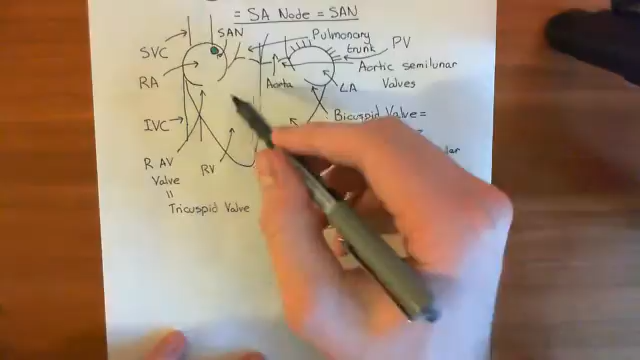 = SA Node = SAN
SAN
Pulmonary
trunk
PV
SVC
Aortic semilunar
Valves
RA
Aorta
LA
IVC
Bicuspid Valve =
R AV
Valve
=
Tricuspid Valve
RV